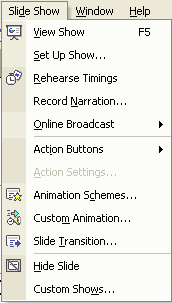 Slide Show Window Help
View Show F5
Set Up Show...
Rehearse Timings
Record Narration...
Online Broadcast
Action Buttons
Action Settings...
Animation Schemes...
Custom Animation...
Slide Transition...
Hide Slide
Custom Shows...